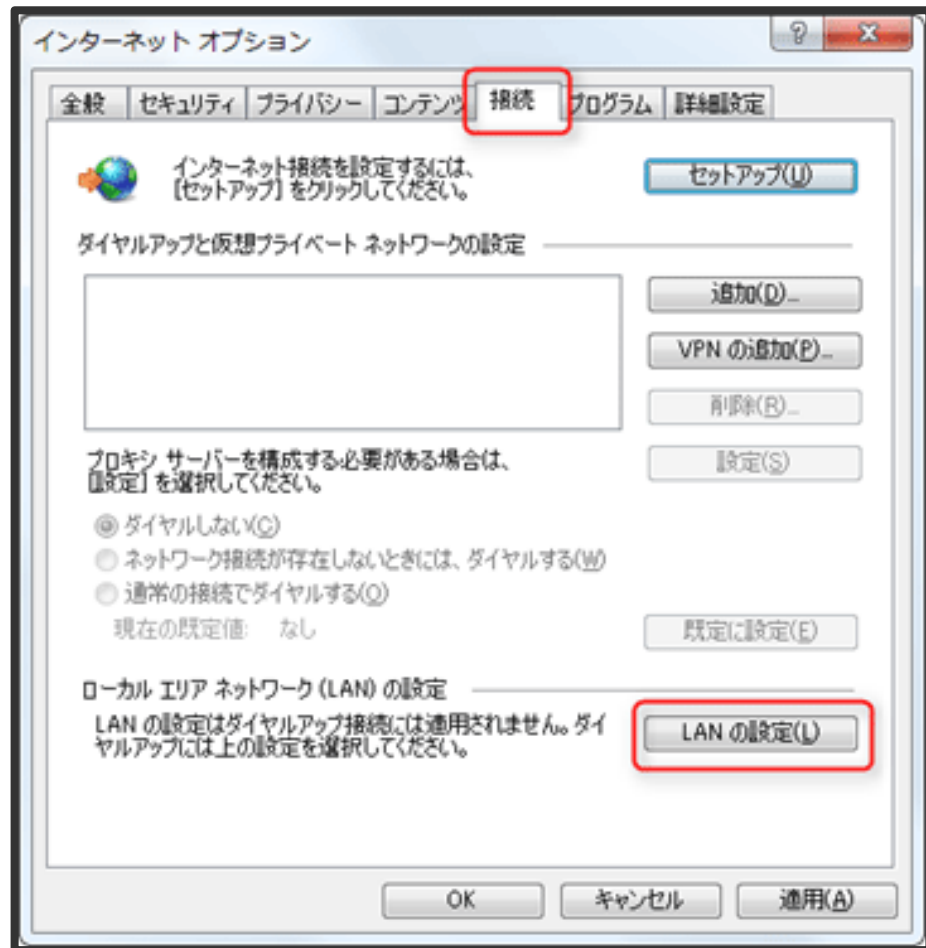 インターネット オプション
全般 セキュリティ プライバシー コンテンツ 接続 プログラム 詳細設定
インターネット接続を設定するには、
[セットアップ] をクリックしてください。
セットアップ(U)
ダイヤルアップと仮想プライベート ネットワークの設定
追加(D)...
VPN の追加(P)...
削除(R)...
プロキシ サーバーを構成する必要がある場合は、
[設定] を選択してください。
設定(S)
ダイヤルしない(C)
ネットワーク接続が存在しないときには、ダイヤルする(W)
通常の接続でダイヤルする(O)
現在の既定値: なし
既定に設定(E)
ローカル エリア ネットワーク (LAN) の設定
LAN の設定はダイヤルアップ接続には適用されません。ダイ
ヤルアップには上の設定を選択してください。
LAN の設定(L)
OK キャンセル 適用(A)